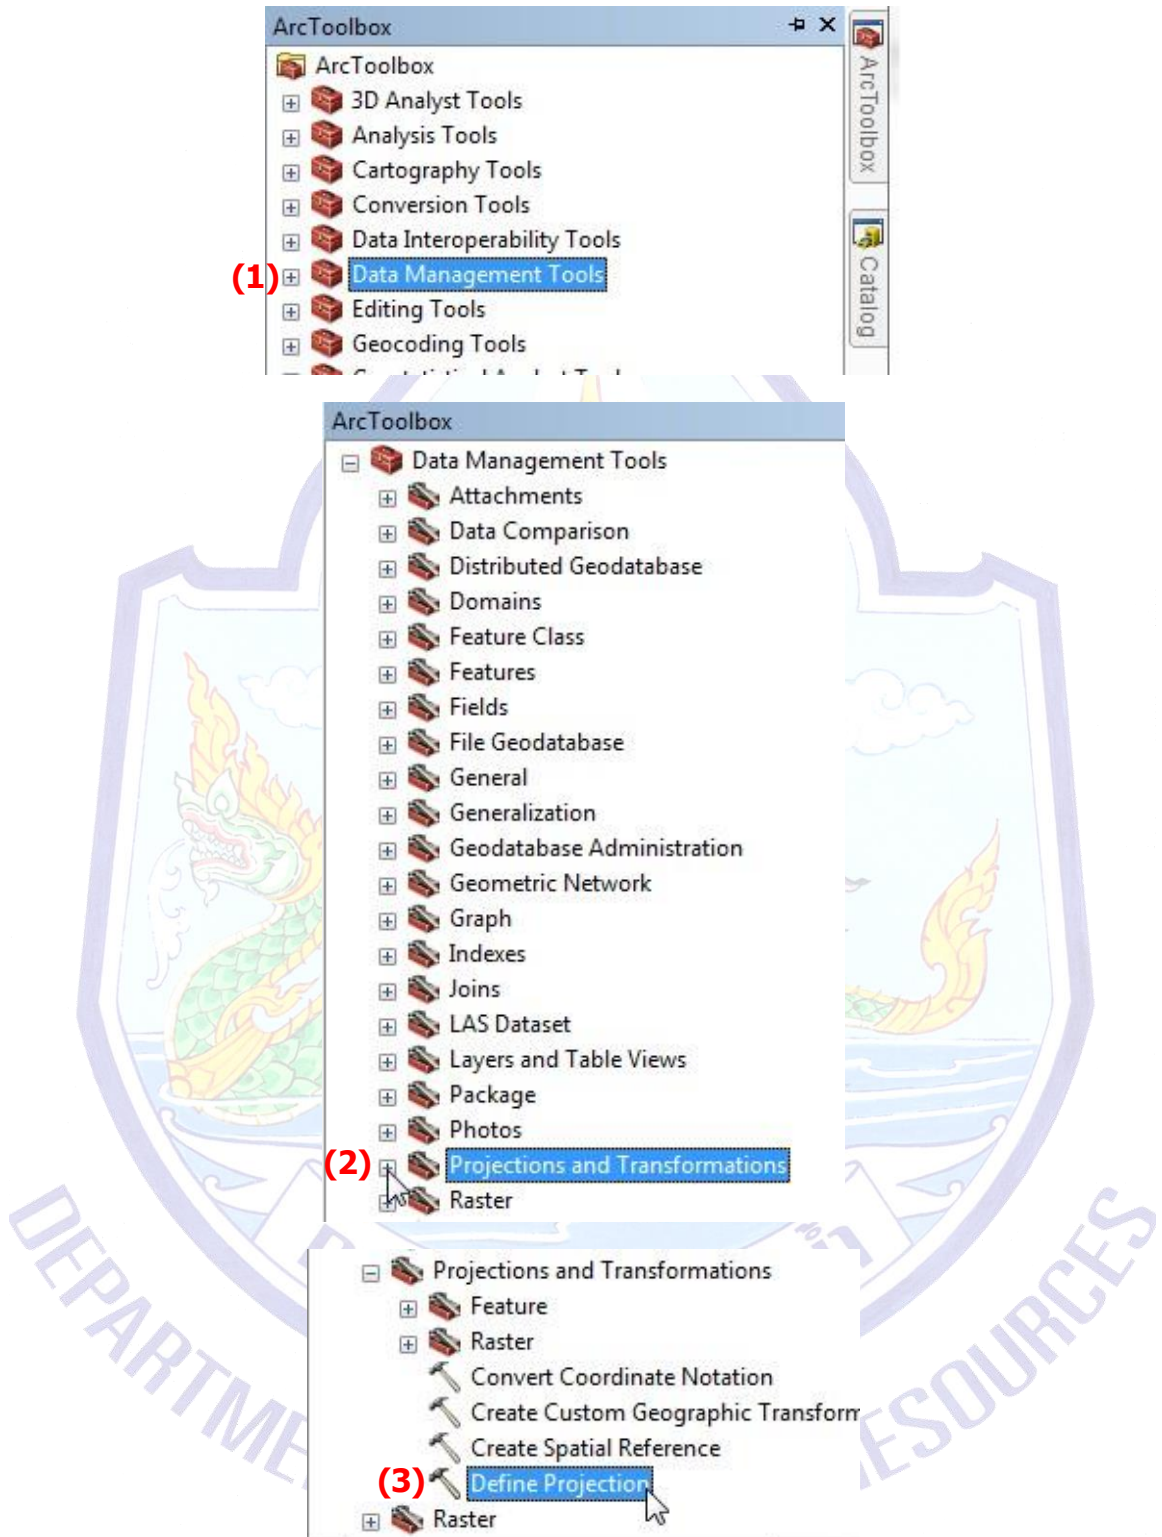 ArcToolbox
ArcToolbox
3D Analyst Tools
Analysis Tools
Cartography Tools
Conversion Tools
Data Interoperability Tools
(1) Data Management Tools
Editing Tools
Geocoding Tools
ArcToolbox
Catalog
ArcToolbox
Data Management Tools
Attachments
Data Comparison
Distributed Geodatabase
Domains
Feature Class
Features
Fields
File Geodatabase
General
Generalization
Geodatabase Administration
Geometric Network
Graph
Indexes
Joins
LAS Dataset
Layers and Table Views
Package
Photos
(2) Projections and Transformations
Raster
Projections and Transformations
Feature
Raster
Convert Coordinate Notation
Create Custom Geographic Transform
Create Spatial Reference
(3) Define Projection
Raster